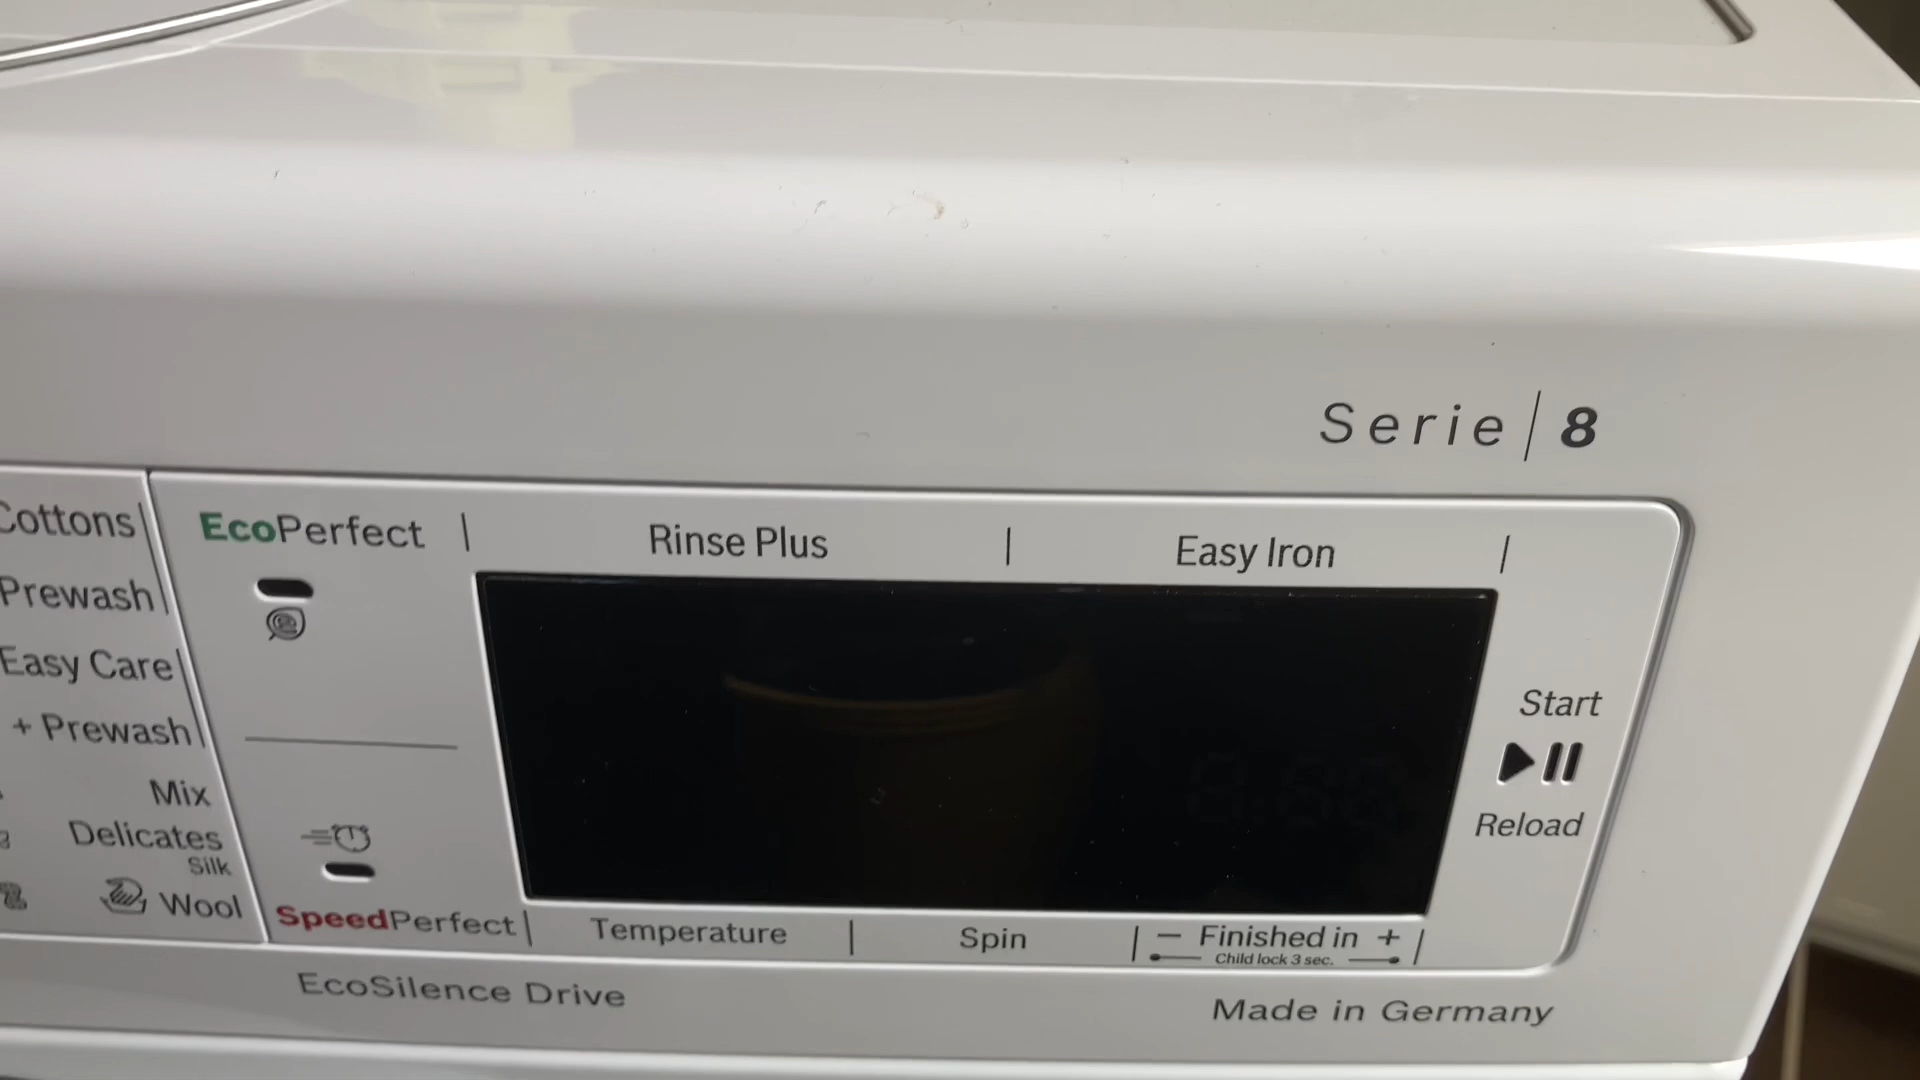 Serie | 8
Cottons
Prewash
Easy Care
+ Prewash
Mix
Delicates
Silk
Wool
EcoPerfect
Rinse Plus
Easy Iron
SpeedPerfect
Temperature
Spin
− Finished in +
Child lock 3 sec.
Start
Reload
EcoSilence Drive
Made in Germany